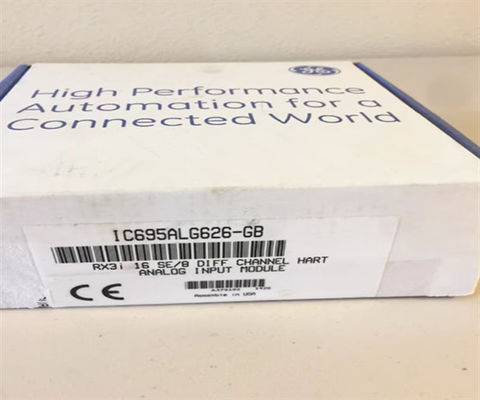 High Performance
Automation for a
Connected World
IC695ALG626-GB
RX3i 16 SE/8 DIFF CHANNEL HART
ANALOG INPUT MODULE
CE
Assemble in USA